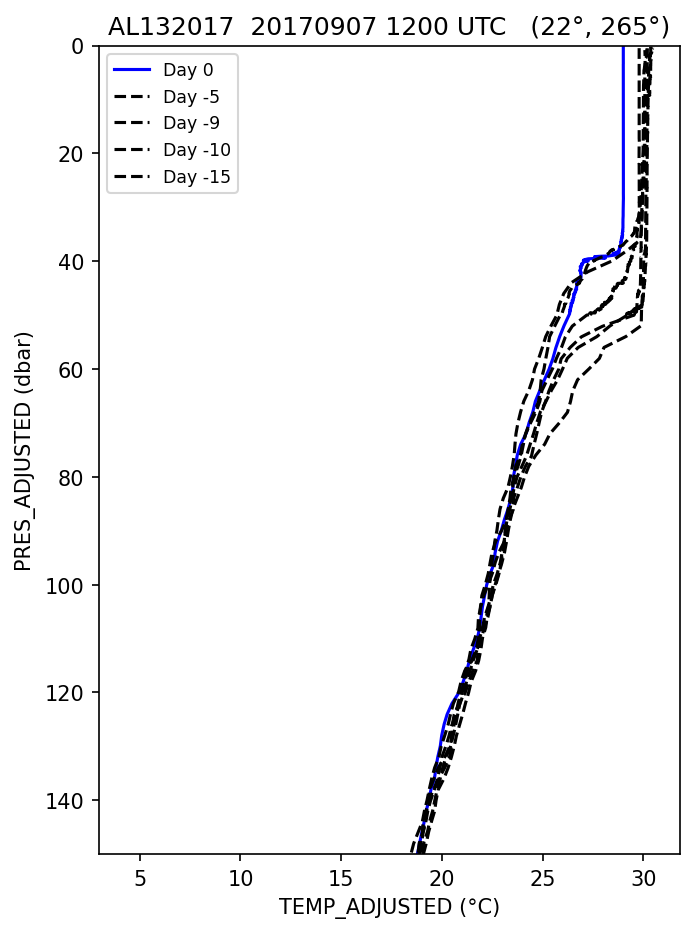 AL132017  20170907 1200 UTC   (22°, 265°)
Day 0
Day -5
Day -9
Day -10
Day -15
0
20
40
60
80
100
120
140
PRES_ADJUSTED (dbar)
5 10 15 20 25 30
TEMP_ADJUSTED (°C)